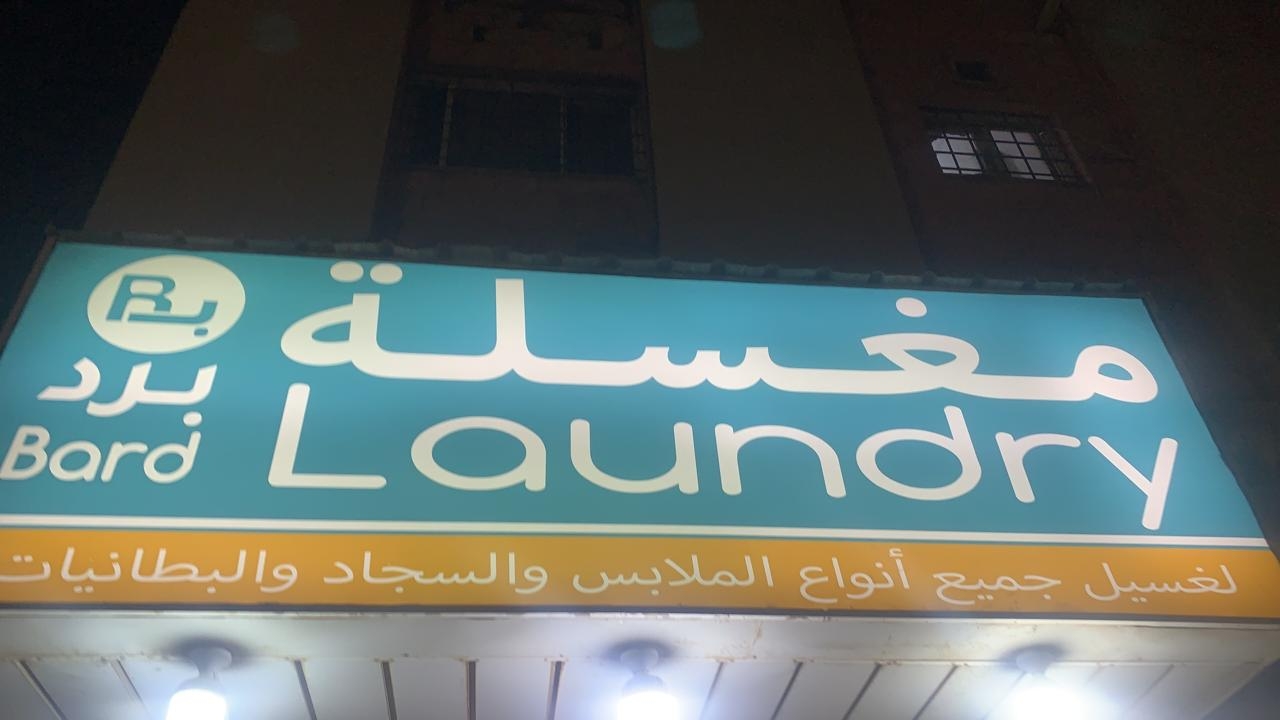 مغسلة
Laundry
برد
Bard
لغسيل جميع أنواع الملابس والسجاد والبطانيات